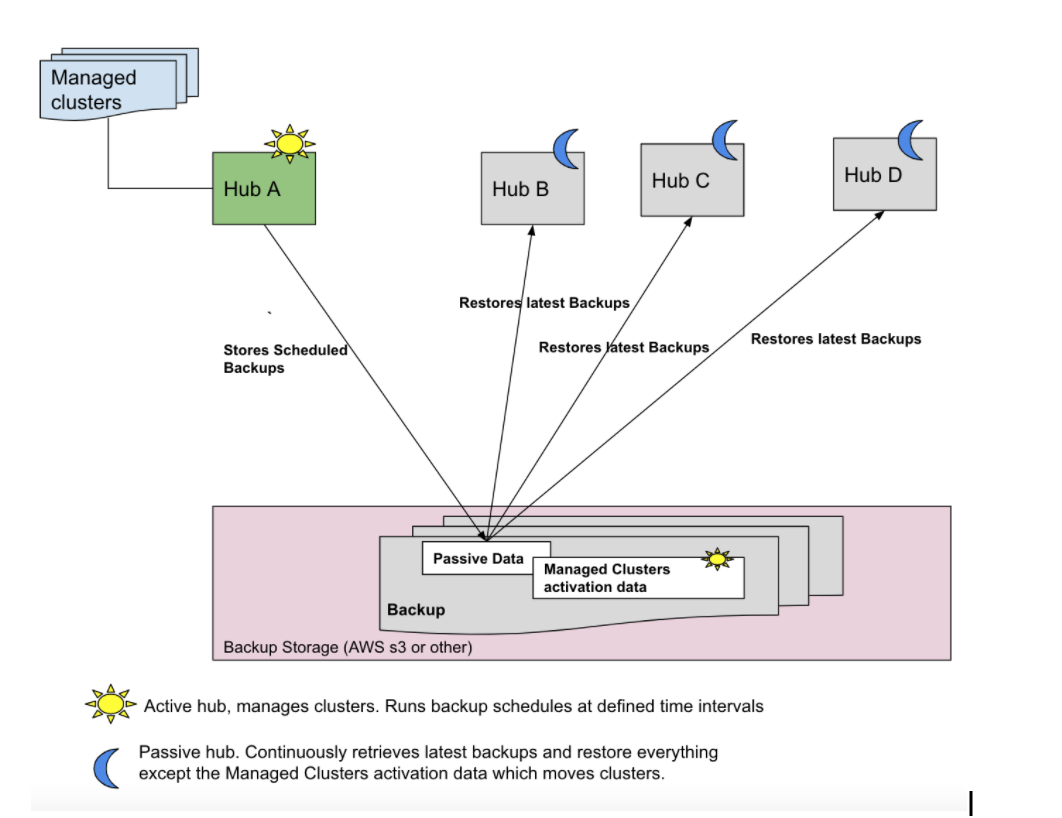 Managed
clusters
Hub A
Hub B
Hub C
Hub D
Restores latest Backups
Restores latest Backups
Restores latest Backups
Stores Scheduled
Backups
Passive Data
Managed Clusters
activation data
Backup
Backup Storage (AWS s3 or other)
Active hub, manages clusters. Runs backup schedules at defined time intervals
Passive hub. Continuously retrieves latest backups and restore everything
except the Managed Clusters activation data which moves clusters.